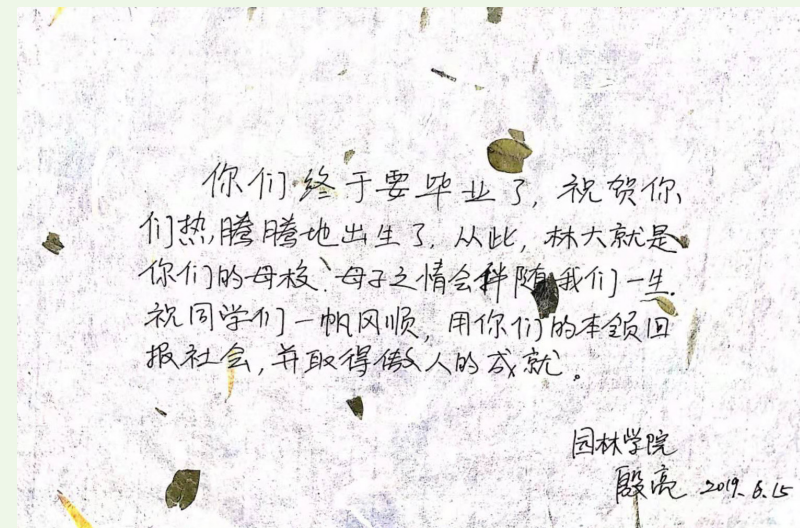 你们终于要毕业了，祝贺你
们热腾腾地出生了，从此，林大就是
你们的母校、母子之情会伴随我们一生.
祝同学们一帆风顺，用你们的本领回
报社会，并取得傲人的成就。
园林学院
殷亮 2019.6.15